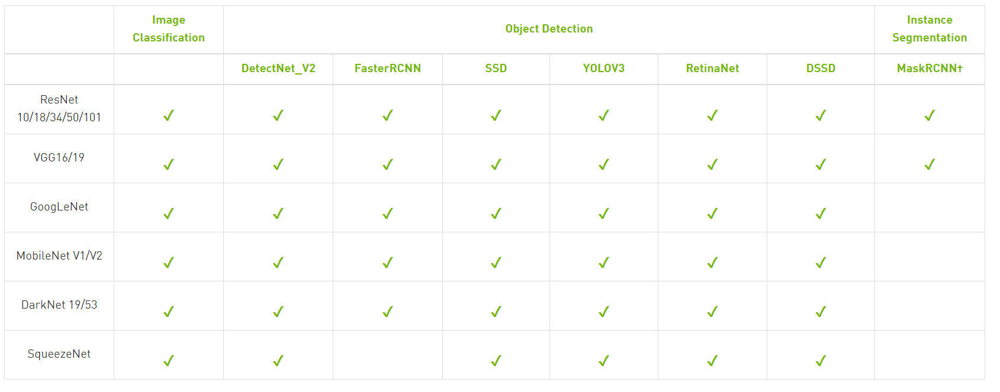 Image
Classification
Object Detection
Instance
Segmentation
DetectNet_V2
FasterRCNN
SSD
YOLOV3
RetinaNet
DSSD
MaskRCNN†
ResNet
10/18/34/50/101
✓ ✓ ✓ ✓ ✓ ✓ ✓ ✓
VGG16/19
✓ ✓ ✓ ✓ ✓ ✓ ✓ ✓
GoogLeNet
✓ ✓ ✓ ✓ ✓ ✓ ✓
MobileNet V1/V2
✓ ✓ ✓ ✓ ✓ ✓ ✓
DarkNet 19/53
✓ ✓ ✓ ✓ ✓ ✓ ✓
SqueezeNet
✓ ✓ ✓ ✓ ✓ ✓